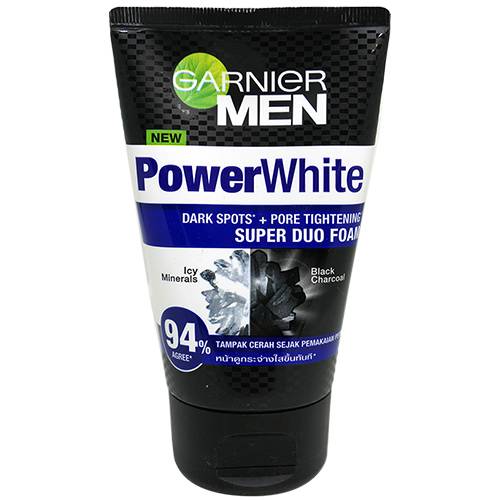 GARNIER
MEN
NEW
PowerWhite
DARK SPOTS* + PORE TIGHTENING
SUPER DUO FOAM
Icy
Minerals
Black
Charcoal
94%
AGREE*
TAMPAK CERAH SEJAK PEMAKAIAN
หน้าดูกระจ่างใสขึ้นทันที*